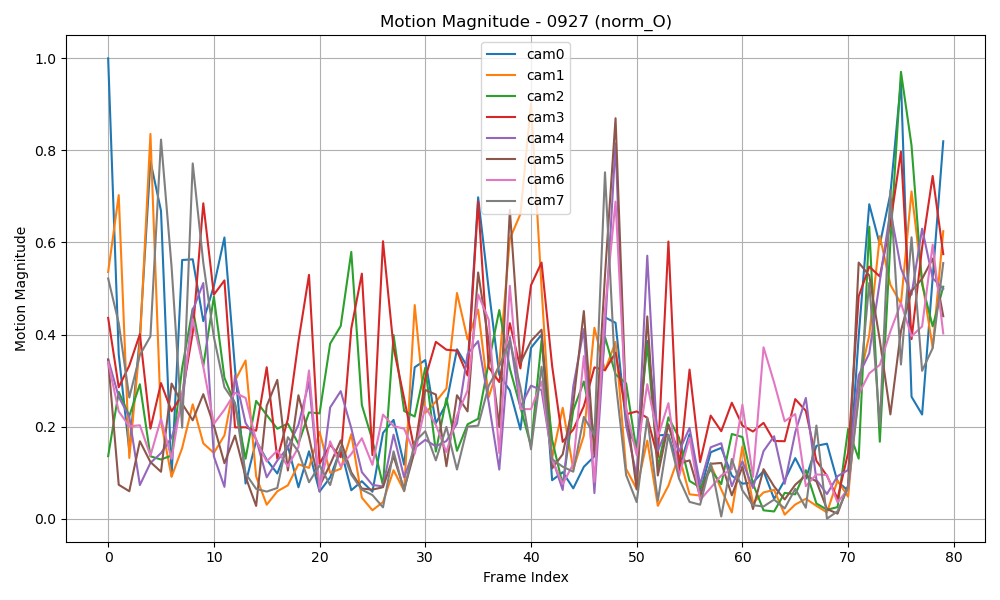 Motion Magnitude - 0927 (norm_O)
Motion Magnitude
1.0
0.8
0.6
0.4
0.2
0.0
cam0
cam1
cam2
cam3
cam4
cam5
cam6
cam7
0 10 20 30 40 50 60 70 80
Frame Index